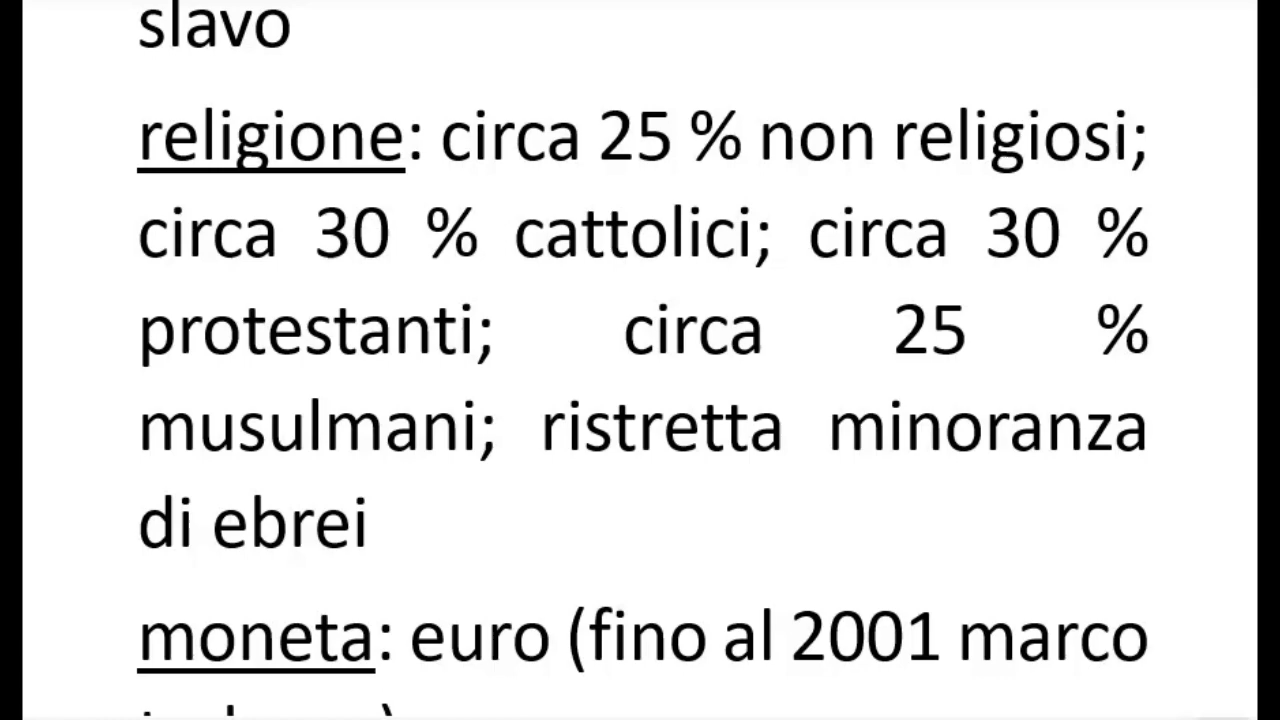 slavo
religione: circa 25 % non religiosi;
circa 30 % cattolici; circa 30 %
protestanti; circa 25 %
musulmani; ristretta minoranza
di ebrei
moneta: euro (fino al 2001 marco